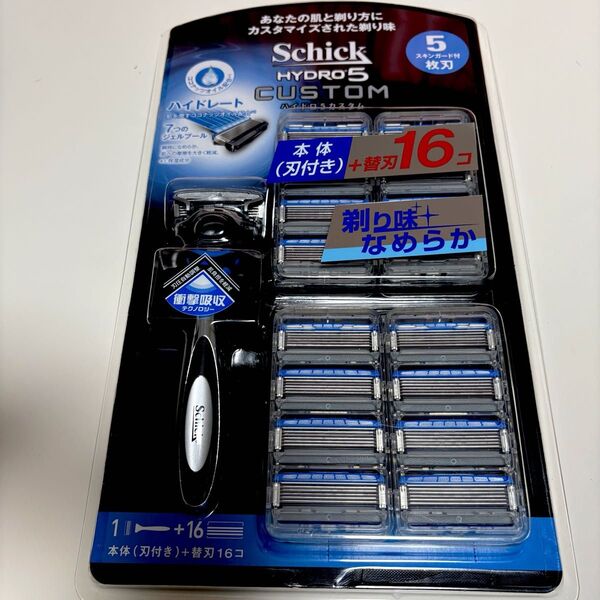 あなたの肌と剃り方に
カスタマイズされた剃り味
Schick
HYDRO 5
CUSTOM
ハイドロ5カスタム
5
スキンガード付
枚刃
ハイドレート
7つの
ジェルプール
本体
(刃付き)
+替刃16コ
剃り味
なめらか
衝撃吸収
テクノロジー
Schick
1 +16
本体(刃付き)+替刃16コ